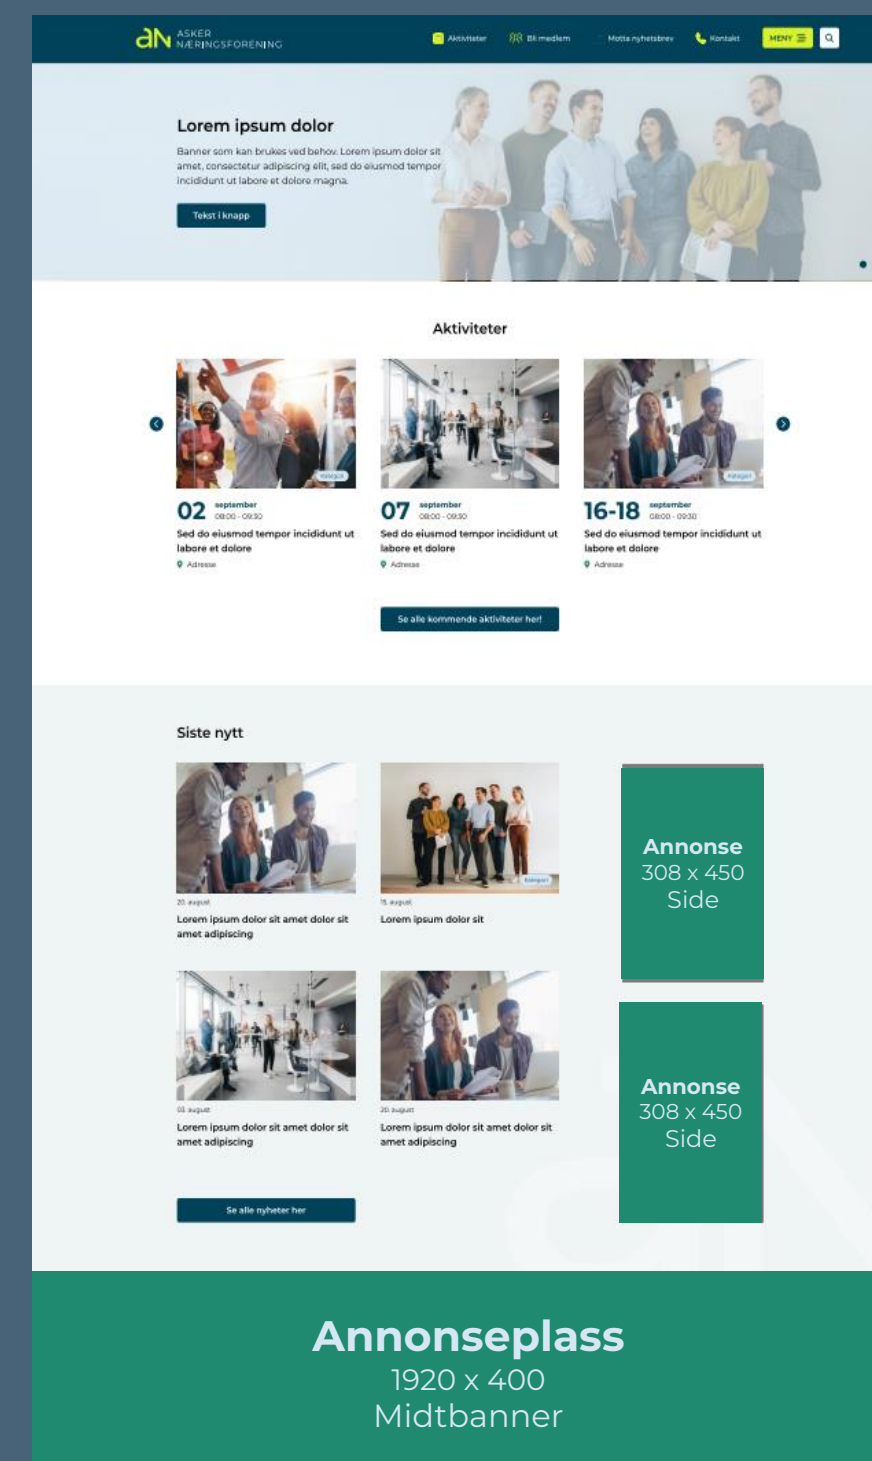 aN ASKER
NÆRINGSFORENING
Aktiviteter
Bli medlem
Motta nyhetsbrev
Kontakt
MENY
Lorem ipsum dolor
Banner som kan brukes ved behov. Lorem ipsum dolor sit
amet, consectetur adipiscing elit, sed do eiusmod tempor
incididunt ut labore et dolore magna.
Tekst i knapp
Aktiviteter
Kategori
02 september
08:00 - 09:30
Sed do eiusmod tempor incididunt ut
labore et dolore
Adresse
07 september
08:00 - 09:30
Sed do eiusmod tempor incididunt ut
labore et dolore
Adresse
Kategori
16-18 september
08:00 - 09:30
Sed do eiusmod tempor incididunt ut
labore et dolore
Adresse
Se alle kommende aktiviteter her!
Siste nytt
20. august
Lorem ipsum dolor sit amet dolor sit
amet adipiscing
Kategori
15. august
Lorem ipsum dolor sit
03. august
Lorem ipsum dolor sit amet dolor sit
amet adipiscing
20. august
Lorem ipsum dolor sit amet dolor sit
amet adipiscing
Se alle nyheter her
Annonse
308 x 450
Side
Annonse
308 x 450
Side
Annonseplass
1920 x 400
Midtbanner